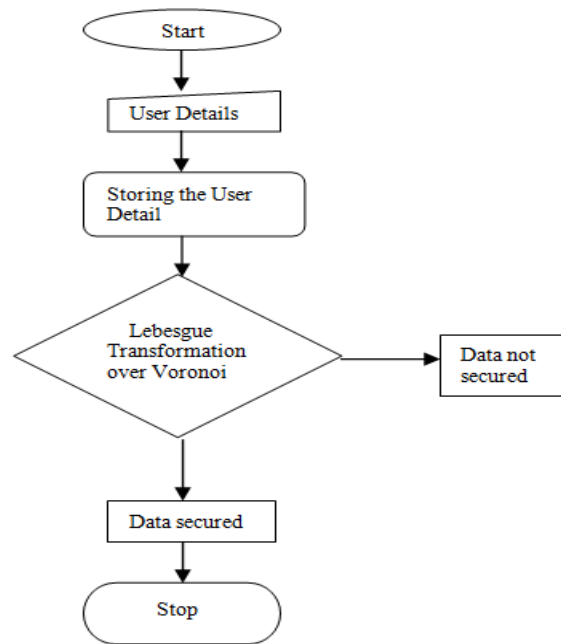 Start
User Details
Storing the User
Detail
Lebesgue
Transformation
over Voronoi
Data not
secured
Data secured
Stop